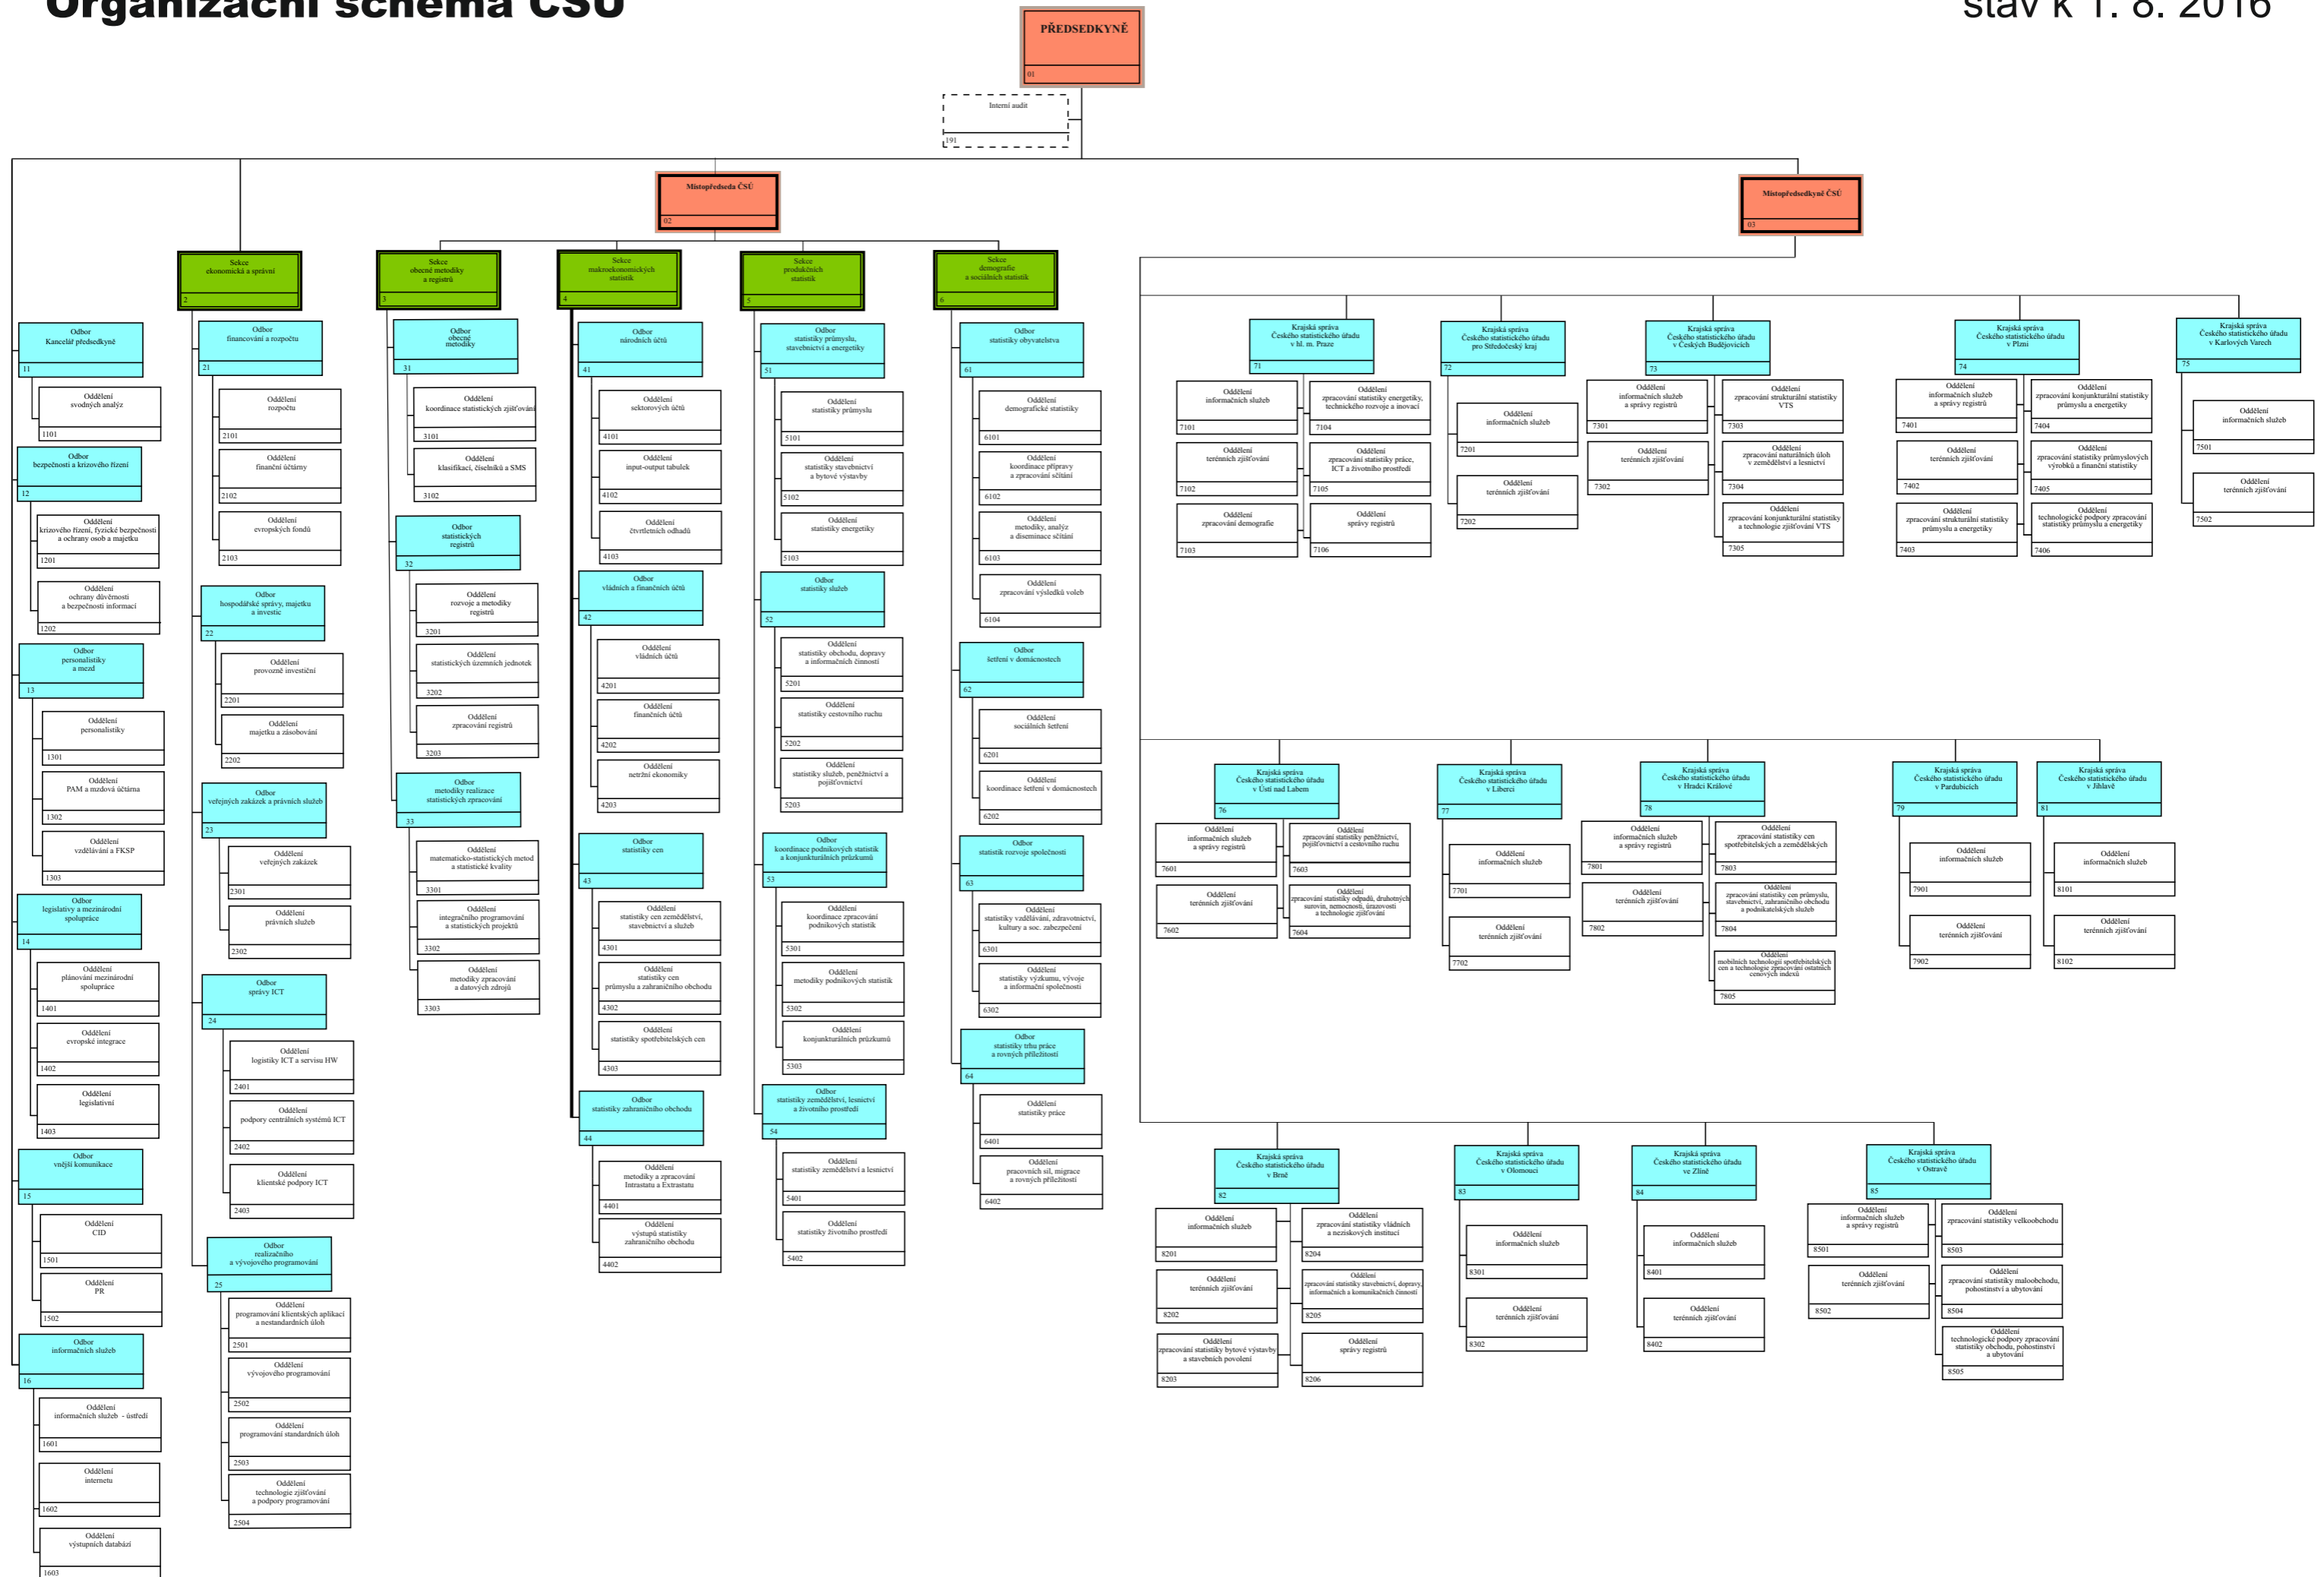 Organizační schéma ČSÚ
stav k 1. 8. 2016
PŘEDSEDKYNĚ
01
Interní audit
191
Místopředseda ČSÚ
02
Místopředsedkyně ČSÚ
03
Sekce
ekonomická a správní
2
Sekce
obecné metodiky
a registrů
3
Sekce
makroekonomických
statistik
4
Sekce
produkčních
statistik
5
Sekce
demografie
a sociálních statistik
6
Odbor
Kancelář předsedkyně
11
Oddělení
svodných analýz
1101
Odbor
bezpečnosti a krizového řízení
12
Oddělení
krizového řízení, fyzické bezpečnosti
a ochrany osob a majetku
1201
Oddělení
ochrany důvěrnosti
a bezpečnosti informací
1202
Odbor
personalistiky
a mezd
13
Oddělení
personalistiky
1301
Oddělení
PAM a mzdová účtárna
1302
Oddělení
vzdělávání a FKSP
1303
Odbor
legislativy a mezinárodní
spolupráce
14
Oddělení
plánování mezinárodní
spolupráce
1401
Oddělení
evropské integrace
1402
Oddělení
legislativní
1403
Odbor
vnější komunikace
15
Oddělení
CID
1501
Oddělení
PR
1502
Odbor
informačních služeb
16
Oddělení
informačních služeb - ústředí
1601
Oddělení
internetu
1602
Oddělení
výstupních databází
1603
Odbor
financování a rozpočtu
21
Oddělení
rozpočtu
2101
Oddělení
finanční účtárny
2102
Oddělení
evropských fondů
2103
Odbor
hospodářské správy, majetku
a investic
22
Oddělení
provozně investiční
2201
Oddělení
majetku a zásobování
2202
Odbor
veřejných zakázek a právních služeb
23
Oddělení
veřejných zakázek
2301
Oddělení
právních služeb
2302
Odbor
správy ICT
24
Oddělení
logistiky ICT a servisu HW
2401
Oddělení
podpory centrálních systémů ICT
2402
Oddělení
klientské podpory ICT
2403
Odbor
realizačního
a vývojového programování
25
Oddělení
programování klientských aplikací
a nestandardních úloh
2501
Oddělení
vývojového programování
2502
Oddělení
programování standardních úloh
2503
Oddělení
technologie zjišťování
a podpory programování
2504
Odbor
obecné
metodiky
31
Oddělení
koordinace statistických zjišťování
3101
Oddělení
klasifikací, číselníků a SMS
3102
Odbor
statistických
registrů
32
Oddělení
rozvoje a metodiky
registrů
3201
Oddělení
statistických územních jednotek
3202
Oddělení
zpracování registrů
3203
Odbor
metodiky realizace
statistických zpracování
33
Oddělení
matematicko-statistických metod
a statistické kvality
3301
Oddělení
integračního programování
a statistických projektů
3302
Oddělení
metodiky zpracování
a datových zdrojů
3303
Odbor
národních účtů
41
Oddělení
sektorových účtů
4101
Oddělení
input-output tabulek
4102
Oddělení
čtvrtletních odhadů
4103
Odbor
vládních a finančních účtů
42
Oddělení
vládních účtů
4201
Oddělení
finančních účtů
4202
Oddělení
netržní ekonomiky
4203
Odbor
statistiky cen
43
Oddělení
statistiky cen zemědělství,
stavebnictví a služeb
4301
Oddělení
statistiky cen
průmyslu a zahraničního obchodu
4302
Oddělení
statistiky spotřebitelských cen
4303
Odbor
statistiky zahraničního obchodu
44
Oddělení
metodiky a zpracování
Intrastatu a Extrastatu
4401
Oddělení
výstupů statistiky
zahraničního obchodu
4402
Odbor
statistiky průmyslu,
stavebnictví a energetiky
51
Oddělení
statistiky průmyslu
5101
Oddělení
statistiky stavebnictví
a bytové výstavby
5102
Oddělení
statistiky energetiky
5103
Odbor
statistiky služeb
52
Oddělení
statistiky obchodu, dopravy
a informačních činností
5201
Oddělení
statistiky cestovního ruchu
5202
Oddělení
statistiky služeb, peněžnictví a
pojišťovnictví
5203
Odbor
koordinace podnikových statistik
a konjunkturálních průzkumů
53
Oddělení
koordinace zpracování
podnikových statistik
5301
Oddělení
metodiky podnikových statistik
5302
Oddělení
konjunkturálních průzkumů
5303
Odbor
statistiky zemědělství, lesnictví
a životního prostředí
54
Oddělení
statistiky zemědělství a lesnictví
5401
Oddělení
statistiky životního prostředí
5402
Odbor
statistiky obyvatelstva
61
Oddělení
demografické statistiky
6101
Oddělení
koordinace přípravy
a zpracování sčítání
6102
Oddělení
metodiky, analýz
a diseminace sčítání
6103
Oddělení
zpracování výsledků voleb
6104
Odbor
šetření v domácnostech
62
Oddělení
sociálních šetření
6201
Oddělení
koordinace šetření v domácnostech
6202
Odbor
statistik rozvoje společnosti
63
Oddělení
statistiky vzdělávání, zdravotnictví,
kultury a soc. zabezpečení
6301
Oddělení
statistiky výzkumu, vývoje
a informační společnosti
6302
Odbor
statistiky trhu práce
a rovných příležitostí
64
Oddělení
statistiky práce
6401
Oddělení
pracovních sil, migrace
a rovných příležitostí
6402
Krajská správa
Českého statistického úřadu
v hl. m. Praze
71
Oddělení
informačních služeb
7101
Oddělení
terénních zjišťování
7102
Oddělení
zpracování demografie
7103
Oddělení
zpracování statistiky energetiky,
technického rozvoje a inovací
7104
Oddělení
zpracování statistiky práce,
ICT a životního prostředí
7105
Oddělení
správy registrů
7106
Krajská správa
Českého statistického úřadu
pro Středočeský kraj
72
Oddělení
informačních služeb
7201
Oddělení
terénních zjišťování
7202
Krajská správa
Českého statistického úřadu
v Českých Budějovicích
73
Oddělení
informačních služeb
a správy registrů
7301
Oddělení
terénních zjišťování
7302
Oddělení
zpracování strukturální statistiky
VTS
7303
Oddělení
zpracování naturálních úloh
v zemědělství a lesnictví
7304
Oddělení
zpracování konjunkturální statistiky
a technologie zjišťování VTS
7305
Krajská správa
Českého statistického úřadu
v Plzni
74
Oddělení
informačních služeb
a správy registrů
7401
Oddělení
terénních zjišťování
7402
Oddělení
zpracování strukturální statistiky
průmyslu a energetiky
7403
Oddělení
zpracování konjunkturální statistiky
průmyslu a energetiky
7404
Oddělení
zpracování statistiky průmyslových
výrobků a finanční statistiky
7405
Oddělení
technologické podpory zpracování
statistiky průmyslu a energetiky
7406
Krajská správa
Českého statistického úřadu
v Karlových Varech
75
Oddělení
informačních služeb
7501
Oddělení
terénních zjišťování
7502
Krajská správa
Českého statistického úřadu
v Ústí nad Labem
76
Oddělení
informačních služeb
a správy registrů
7601
Oddělení
terénních zjišťování
7602
Oddělení
zpracování statistiky peněžnictví,
pojišťovnictví a cestovního ruchu
7603
Oddělení
zpracování statistiky odpadů, druhotných
surovin, nemocnosti, úrazovosti
a technologie zjišťování
7604
Krajská správa
Českého statistického úřadu
v Liberci
77
Oddělení
informačních služeb
7701
Oddělení
terénních zjišťování
7702
Krajská správa
Českého statistického úřadu
v Hradci Králové
78
Oddělení
informačních služeb
a správy registrů
7801
Oddělení
terénních zjišťování
7802
Oddělení
zpracování statistiky cen
spotřebitelských a zemědělských
7803
Oddělení
zpracování statistiky cen průmyslu,
stavebnictví, zahraničního obchodu
a podnikatelských služeb
7804
Oddělení
mobilních technologií spotřebitelských
cen a technologie zpracování ostatních
cenových indexů
7805
Krajská správa
Českého statistického úřadu
v Pardubicích
79
Oddělení
informačních služeb
7901
Oddělení
terénních zjišťování
7902
Krajská správa
Českého statistického úřadu
v Jihlavě
81
Oddělení
informačních služeb
8101
Oddělení
terénních zjišťování
8102
Krajská správa
Českého statistického úřadu
v Brně
82
Oddělení
informačních služeb
8201
Oddělení
terénních zjišťování
8202
Oddělení
zpracování statistiky bytové výstavby
a stavebních povolení
8203
Oddělení
zpracování statistiky vládních
a neziskových institucí
8204
Oddělení
zpracování statistiky stavebnictví, dopravy,
informačních a komunikačních činností
8205
Oddělení
správy registrů
8206
Krajská správa
Českého statistického úřadu
v Olomouci
83
Oddělení
informačních služeb
8301
Oddělení
terénních zjišťování
8302
Krajská správa
Českého statistického úřadu
ve Zlíně
84
Oddělení
informačních služeb
8401
Oddělení
terénních zjišťování
8402
Krajská správa
Českého statistického úřadu
v Ostravě
85
Oddělení
informačních služeb
a správy registrů
8501
Oddělení
terénních zjišťování
8502
Oddělení
zpracování statistiky velkoobchodu
8503
Oddělení
zpracování statistiky maloobchodu,
pohostinství a ubytování
8504
Oddělení
technologické podpory zpracování
statistiky obchodu, pohostinství
a ubytování
8505